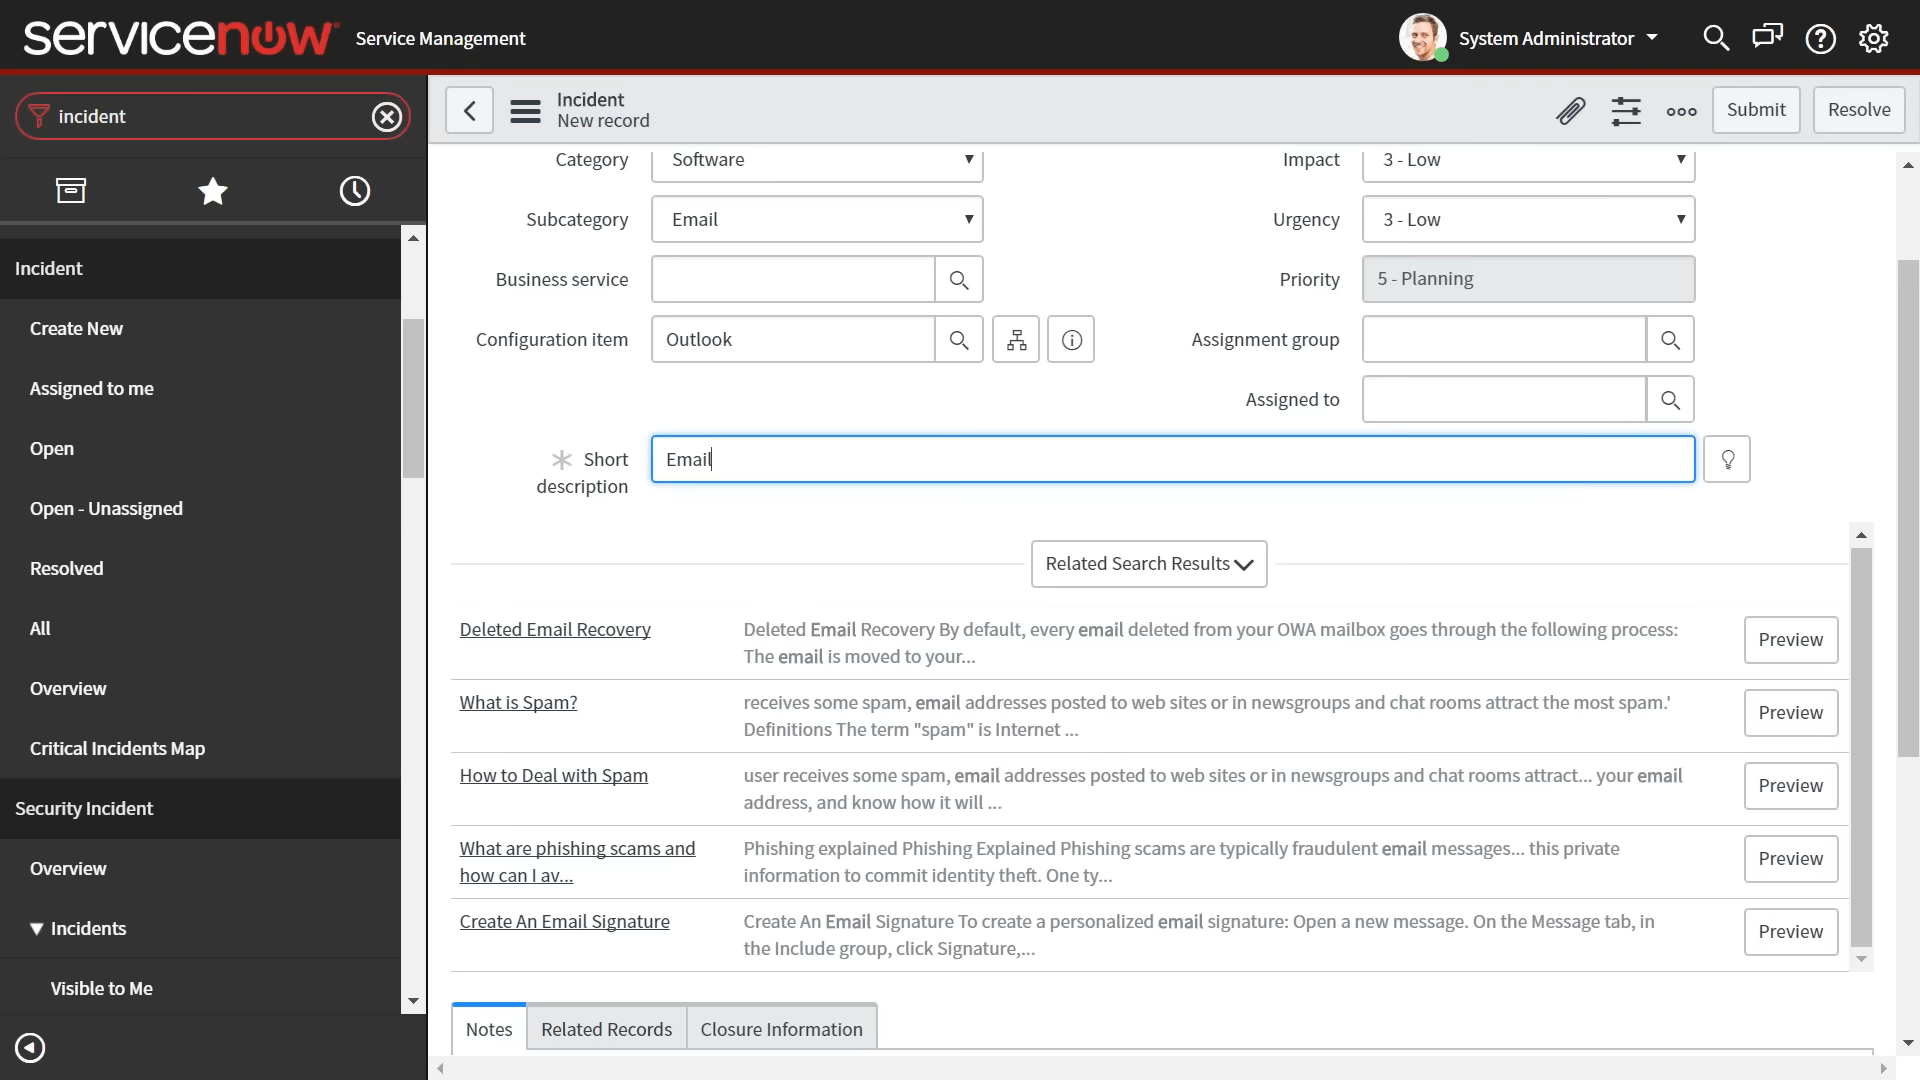 servicenow Service Management
System Administrator
incident
Incident
New record
Submit
Resolve
Incident
Create New
Assigned to me
Open
Open - Unassigned
Resolved
All
Overview
Critical Incidents Map
Security Incident
Overview
▼ Incidents
Visible to Me
Category
Software
Impact
3 - Low
Subcategory
Email
Urgency
3 - Low
Business service
Priority
5 - Planning
Configuration item
Outlook
Assignment group
Assigned to
Short
description
Email
Related Search Results
Deleted Email Recovery
Deleted Email Recovery By default, every email deleted from your OWA mailbox goes through the following process:
The email is moved to your...
Preview
What is Spam?
receives some spam, email addresses posted to web sites or in newsgroups and chat rooms attract the most spam.'
Definitions The term "spam" is Internet ...
Preview
How to Deal with Spam
user receives some spam, email addresses posted to web sites or in newsgroups and chat rooms attract... your email
address, and know how it will ...
Preview
What are phishing scams and
how can I av...
Phishing explained Phishing Explained Phishing scams are typically fraudulent email messages... this private
information to commit identity theft. One ty...
Preview
Create An Email Signature
Create An Email Signature To create a personalized email signature: Open a new message. On the Message tab, in
the Include group, click Signature,...
Preview
Notes
Related Records
Closure Information